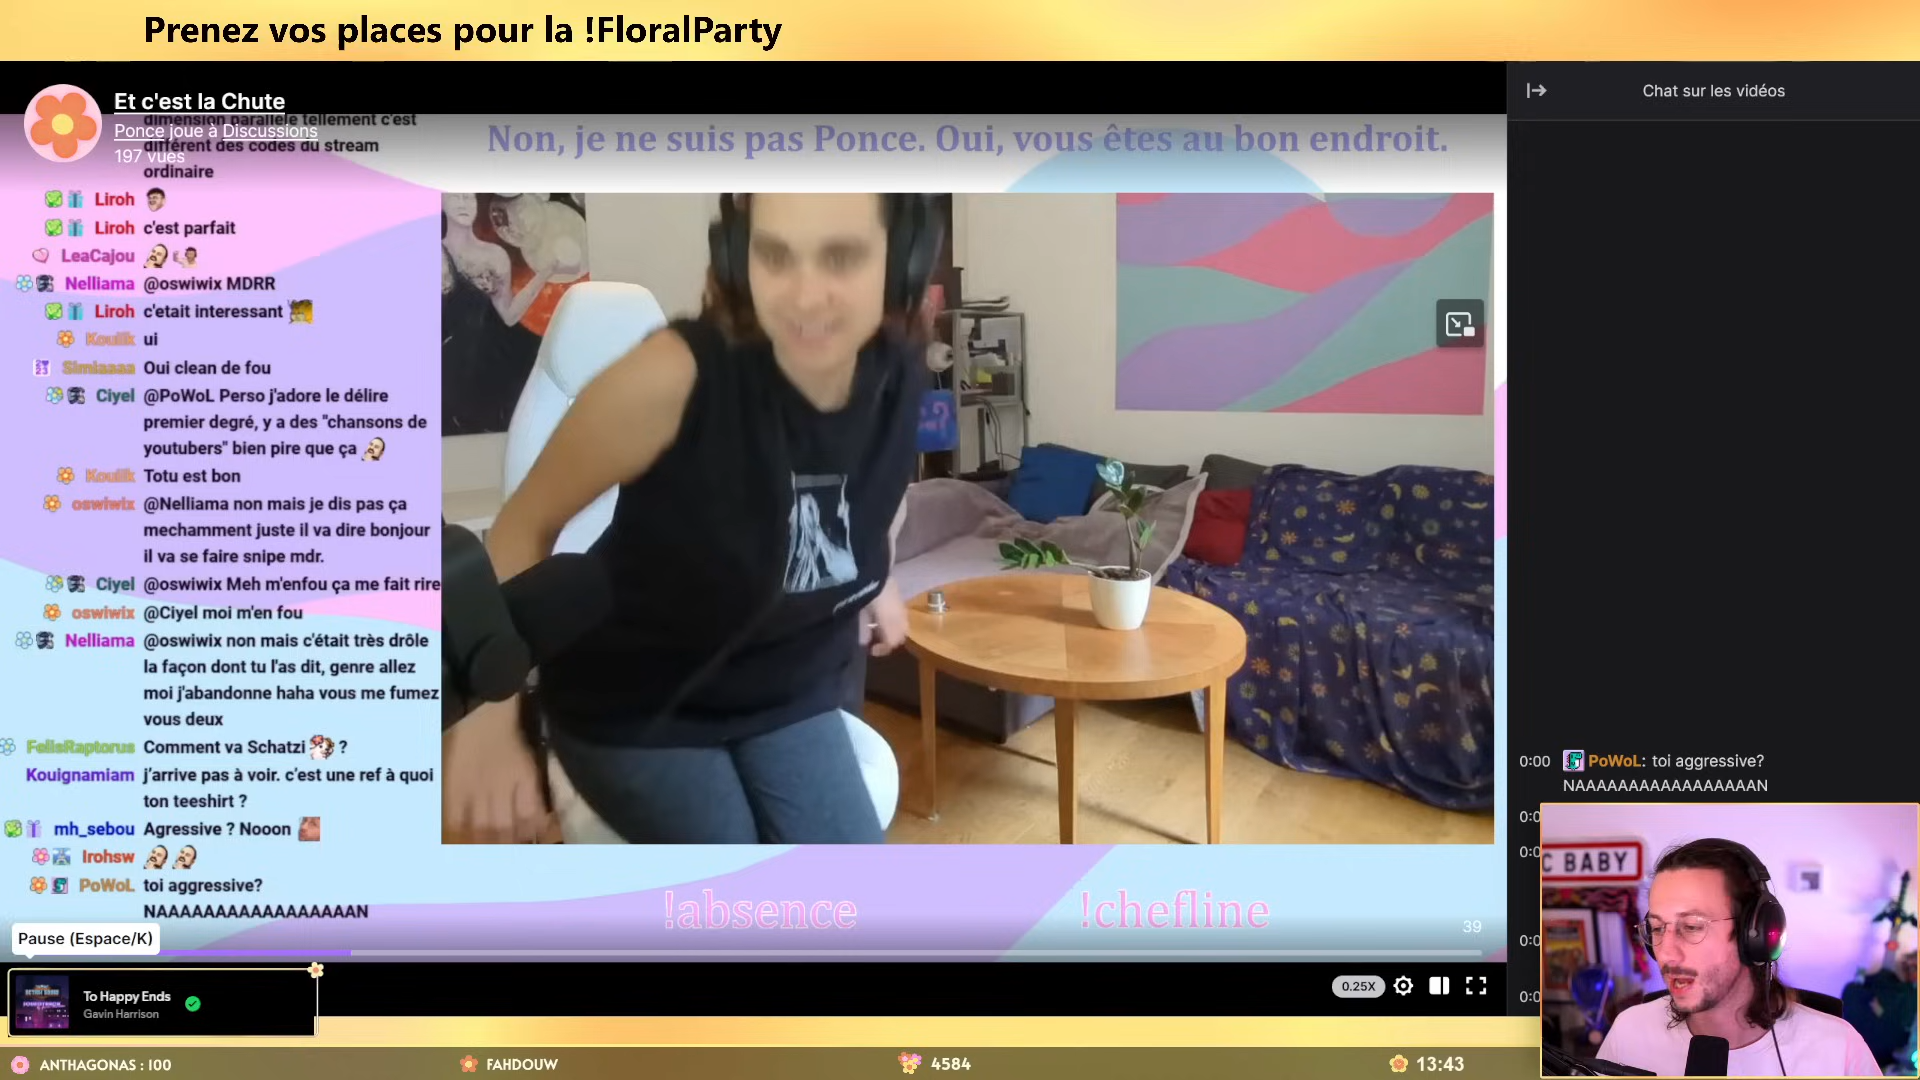 Prenez vos places pour la !FloralParty
Et c'est la Chute
Ponce joue à Discussions
197 vues
dimension parallèle tellement c'est
différent des codes du stream
ordinaire
Liroh
Liroh c'est parfait
LeaCajou
Nelliama @oswiwix MDRR
Liroh c'etait interessant
Koulik ui
Simiaaaa Oui clean de fou
Ciyel @PoWoL Perso j'adore le délire
premier degré, y a des "chansons de
youtubers" bien pire que ça
Koulik Totu est bon
oswiwix @Nelliama non mais je dis pas ça
mechamment juste il va dire bonjour
il va se faire snipe mdr.
Ciyel @oswiwix Meh m'enfou ça me fait rire
oswiwix @Ciyel moi m'en fou
Nelliama @oswiwix non mais c'était très drôle
la façon dont tu l'as dit, genre allez
moi j'abandonne haha vous me fumez
vous deux
FelisRaptorus Comment va Schatzi ?
Kouignamiam j'arrive pas à voir. c'est une ref à quoi
ton teeshirt ?
mh_sebou Agressive ? Nooon
Irohsw
PoWoL toi aggressive?
NAAAAAAAAAAAAAAAAN
Pause (Espace/K)
To Happy Ends
Gavin Harrison
Non, je ne suis pas Ponce. Oui, vous êtes au bon endroit.
!absence
!chefline
39
0.25X
Chat sur les vidéos
0:00 PoWoL: toi aggressive?
NAAAAAAAAAAAAAAAAN
C BABY
ANTHAGONAS : 100
FAHDOUW
4584
13:43